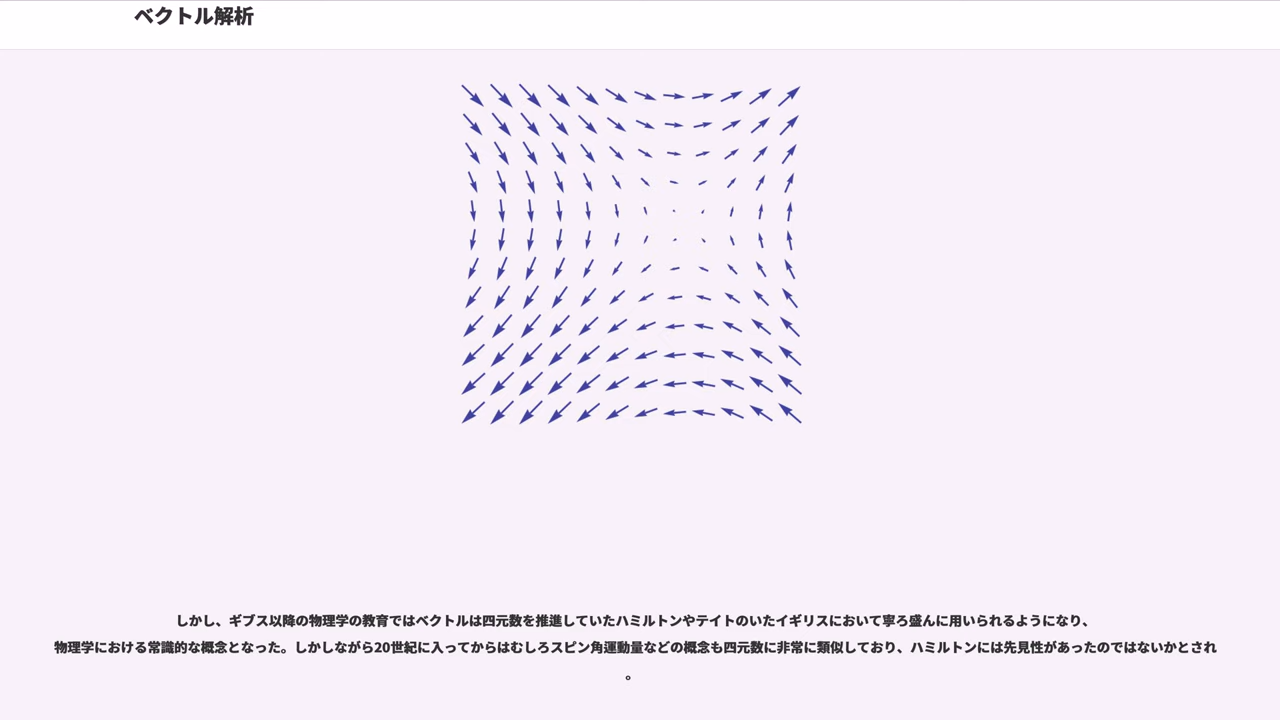 ベクトル解析
しかし、ギブス以降の物理学の教育ではベクトルは四元数を推進していたハミルトンやテイトのいたイギリスにおいて寧ろ盛んに用いられるようになり、
物理学における常識的な概念となった。しかしながら20世紀に入ってからはむしろスピン角運動量などの概念も四元数に非常に類似しており、ハミルトンには先見性があったのではないかとされ
。